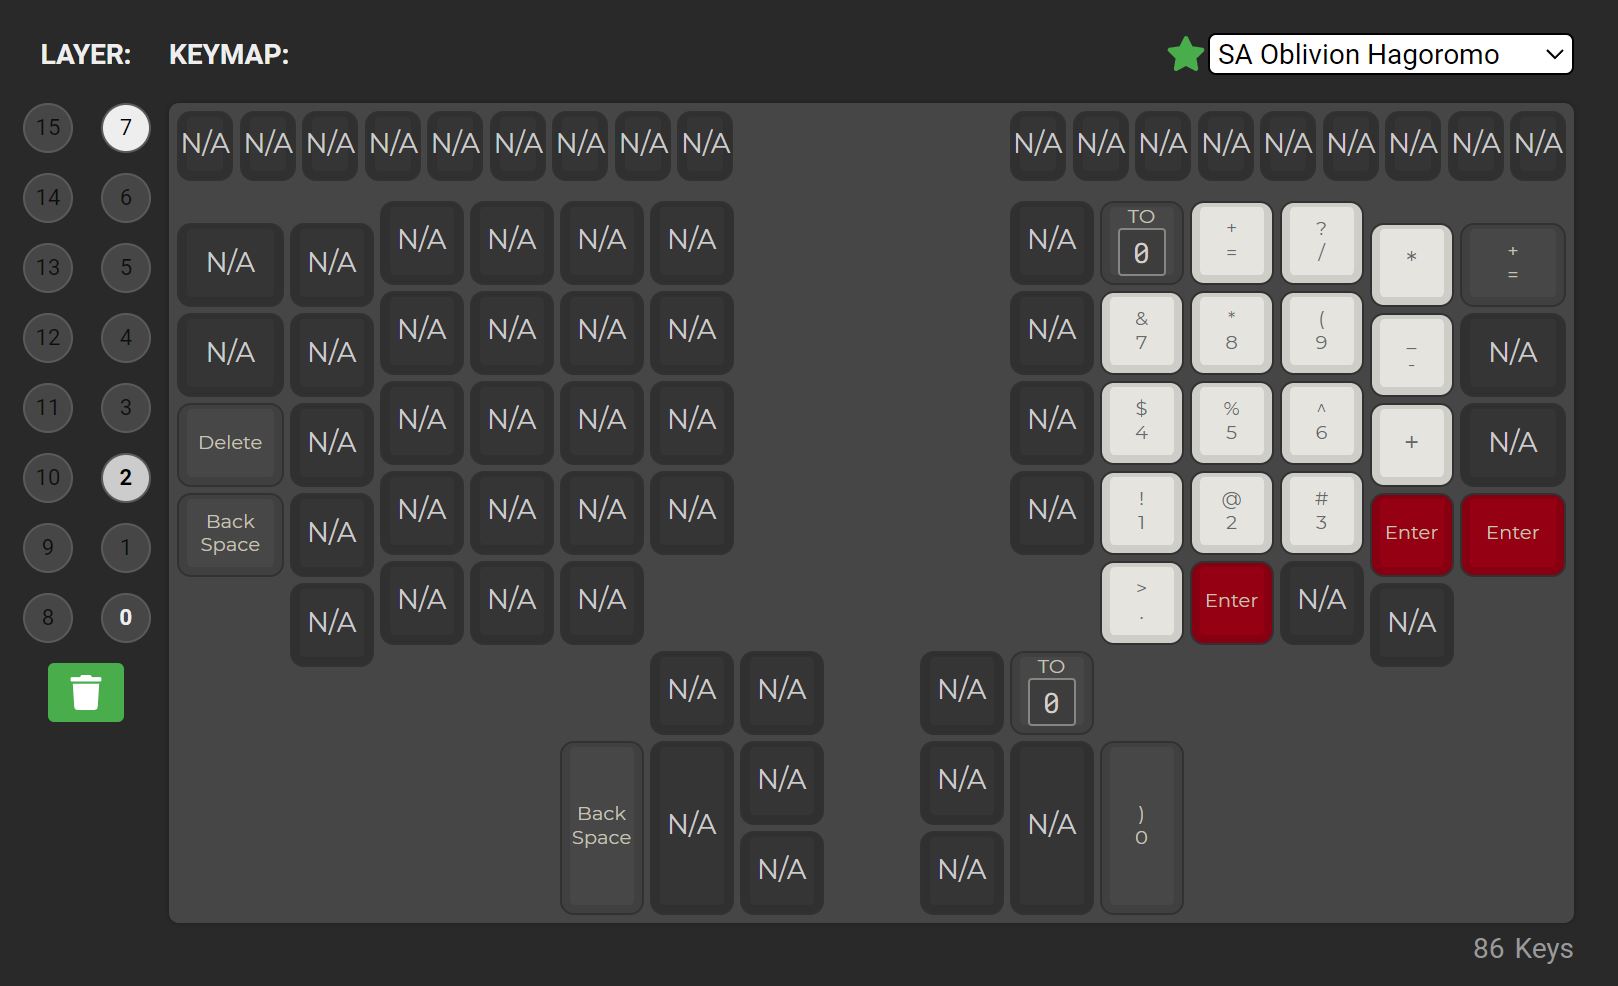 LAYER: KEYMAP: SA Oblivion Hagoromo
15 7
14 6
13 5
12 4
11 3
10 2
9 1
8 0
N/A N/A N/A N/A N/A N/A N/A N/A N/A N/A N/A N/A N/A N/A N/A N/A N/A N/A
N/A N/A N/A N/A N/A N/A N/A TO 0 + = ? / * + =
N/A N/A N/A N/A N/A N/A N/A & 7 * 8 ( 9 _ - N/A
Delete N/A N/A N/A N/A N/A N/A $ 4 % 5 ^ 6 + N/A
Back Space N/A N/A N/A N/A N/A N/A ! 1 @ 2 # 3 Enter Enter
N/A N/A N/A N/A > . Enter N/A N/A
N/A N/A N/A TO 0
Back Space N/A N/A N/A N/A ) 0
N/A N/A
86 Keys